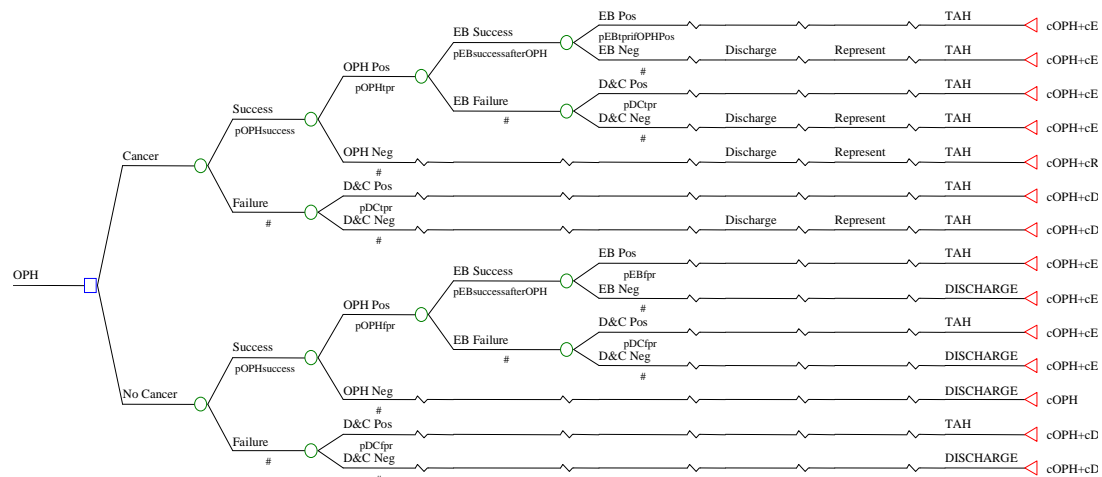 EB Pos TAH cOPH+cE
pEBtprifOPHPos
EB Success
pEBsuccessafterOPH
EB Neg Discharge Represent TAH cOPH+cE
#
OPH Pos
pOPHtpr
D&C Pos TAH cOPH+cE
pDCtpr
EB Failure
#
D&C Neg Discharge Represent TAH cOPH+cE
#
Success
pOPHsuccess
OPH Neg Discharge Represent TAH cOPH+cR
#
Cancer
D&C Pos TAH cOPH+cD
pDCtpr
Failure
#
D&C Neg Discharge Represent TAH cOPH+cD
#
OPH
EB Pos TAH cOPH+cE
pEBfpr
EB Success
pEBsuccessafterOPH
EB Neg DISCHARGE cOPH+cE
#
OPH Pos
pOPHfpr
D&C Pos TAH cOPH+cE
pDCfpr
EB Failure
#
D&C Neg DISCHARGE cOPH+cE
#
Success
pOPHsuccess
OPH Neg DISCHARGE cOPH
#
No Cancer
D&C Pos TAH cOPH+cD
pDCfpr
Failure
#
D&C Neg DISCHARGE cOPH+cD
#